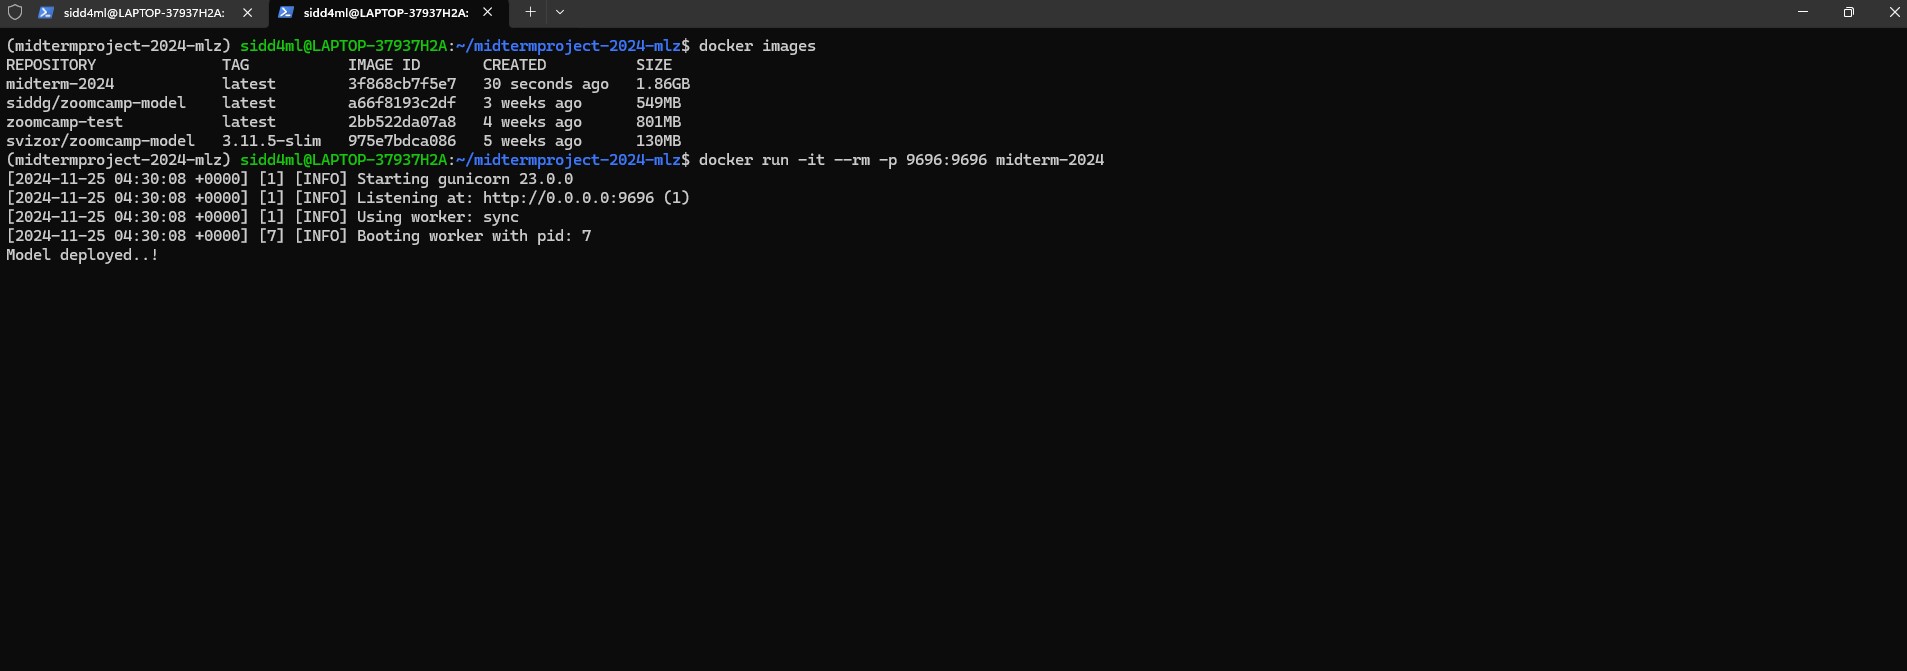 sidd4ml@LAPTOP-37937H2A: sidd4ml@LAPTOP-37937H2A:
(midtermproject-2024-mlz) sidd4ml@LAPTOP-37937H2A:~/midtermproject-2024-mlz$ docker images
REPOSITORY              TAG           IMAGE ID       CREATED          SIZE
midterm-2024            latest        3f868cb7f5e7   30 seconds ago   1.86GB
siddg/zoomcamp-model    latest        a66f8193c2df   3 weeks ago      549MB
zoomcamp-test           latest        2bb522da07a8   4 weeks ago      801MB
svizor/zoomcamp-model   3.11.5-slim   975e7bdca086   5 weeks ago      130MB
(midtermproject-2024-mlz) sidd4ml@LAPTOP-37937H2A:~/midtermproject-2024-mlz$ docker run -it --rm -p 9696:9696 midterm-2024
[2024-11-25 04:30:08 +0000] [1] [INFO] Starting gunicorn 23.0.0
[2024-11-25 04:30:08 +0000] [1] [INFO] Listening at: http://0.0.0.0:9696 (1)
[2024-11-25 04:30:08 +0000] [1] [INFO] Using worker: sync
[2024-11-25 04:30:08 +0000] [7] [INFO] Booting worker with pid: 7
Model deployed..!